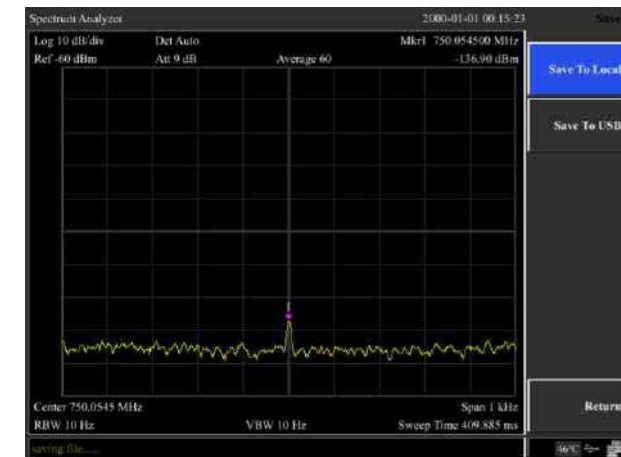 Spectrum Analyzer 2000-01-01 00:15:23 Save
Log 10 dB/div Det Auto Mkr1 750.054500 MHz
Ref -60 dBm Att 9 dB Average 60 -136.90 dBm
Save To Local
Save To USB
Center 750.0545 MHz Span 1 kHz
RBW 10 Hz VBW 10 Hz Sweep Time 409.885 ms
Return
saving file......
46°C